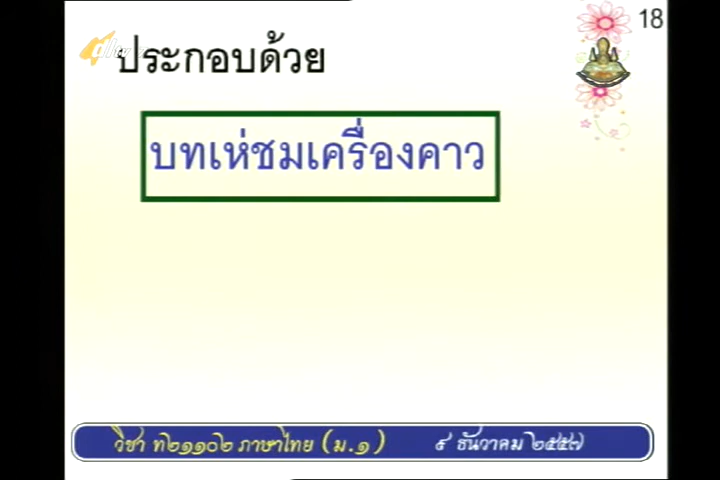 18
dltv
ประกอบด้วย
บทเห่ชมเครื่องคาว
วิชา ท๒๑๑๐๒ ภาษาไทย (ม.๑) ๙ ธันวาคม ๒๕๕๗